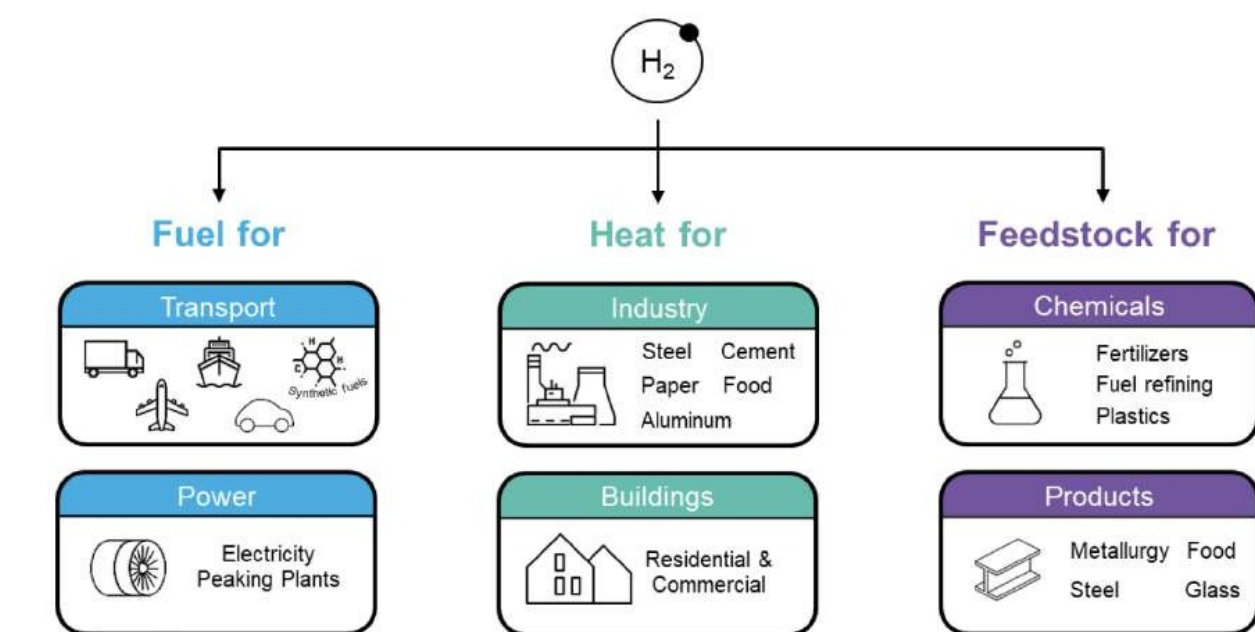 H₂
Fuel for
Heat for
Feedstock for
Transport
H
H
C
Synthetic fuels
Industry
Steel Cement
Paper Food
Aluminum
Chemicals
Fertilizers
Fuel refining
Plastics
Power
Electricity
Peaking Plants
Buildings
Residential &
Commercial
Products
Metallurgy Food
Steel Glass